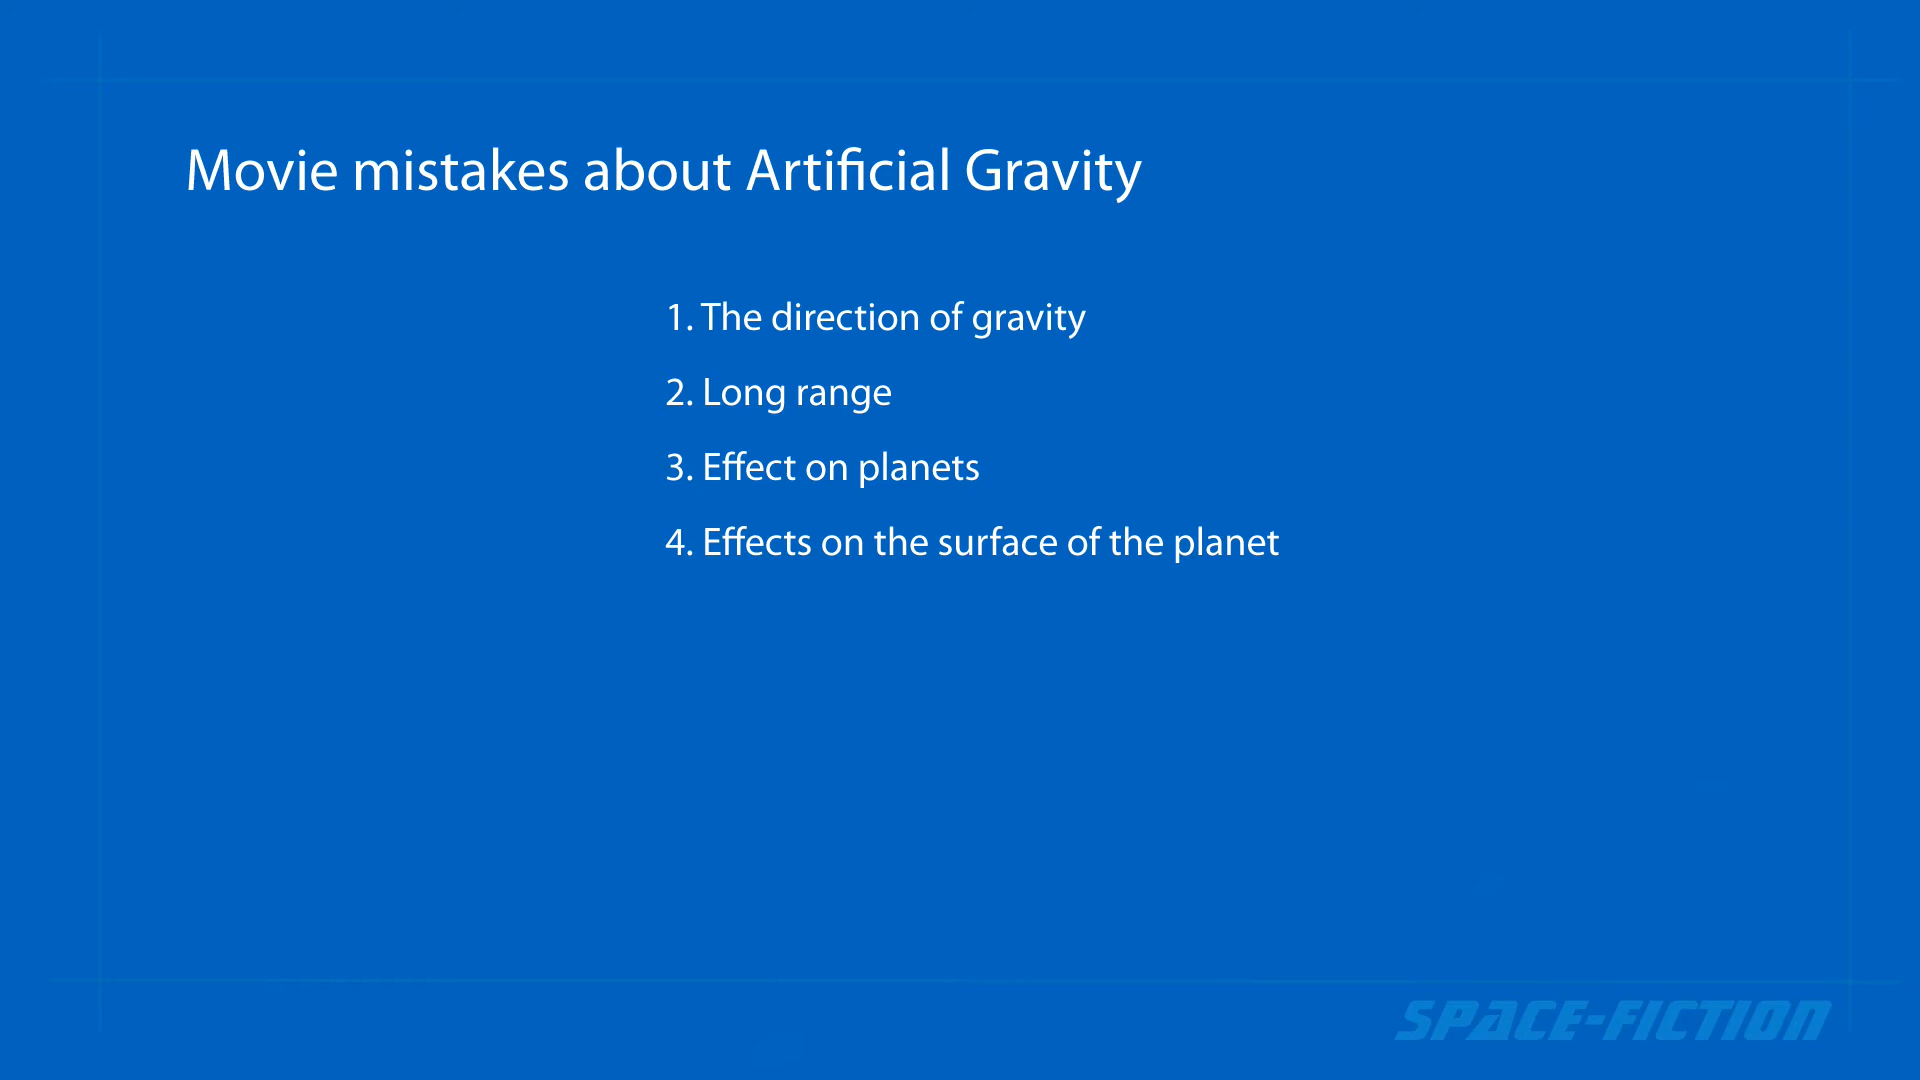 Movie mistakes about Artificial Gravity
1. The direction of gravity
2. Long range
3. Effect on planets
4. Effects on the surface of the planet
SPACE-FICTION